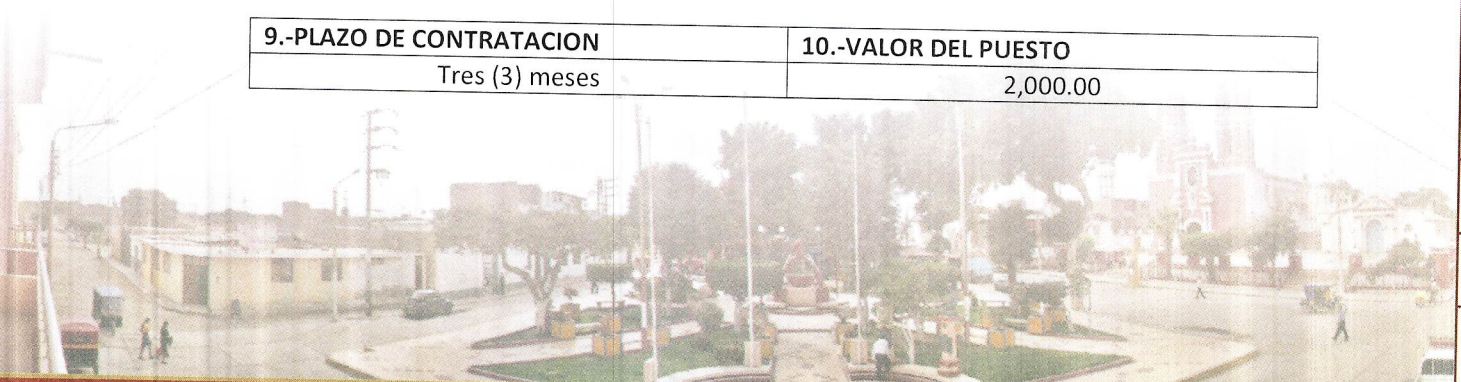 9.-PLAZO DE CONTRATACION 10.-VALOR DEL PUESTO
Tres (3) meses 2,000.00